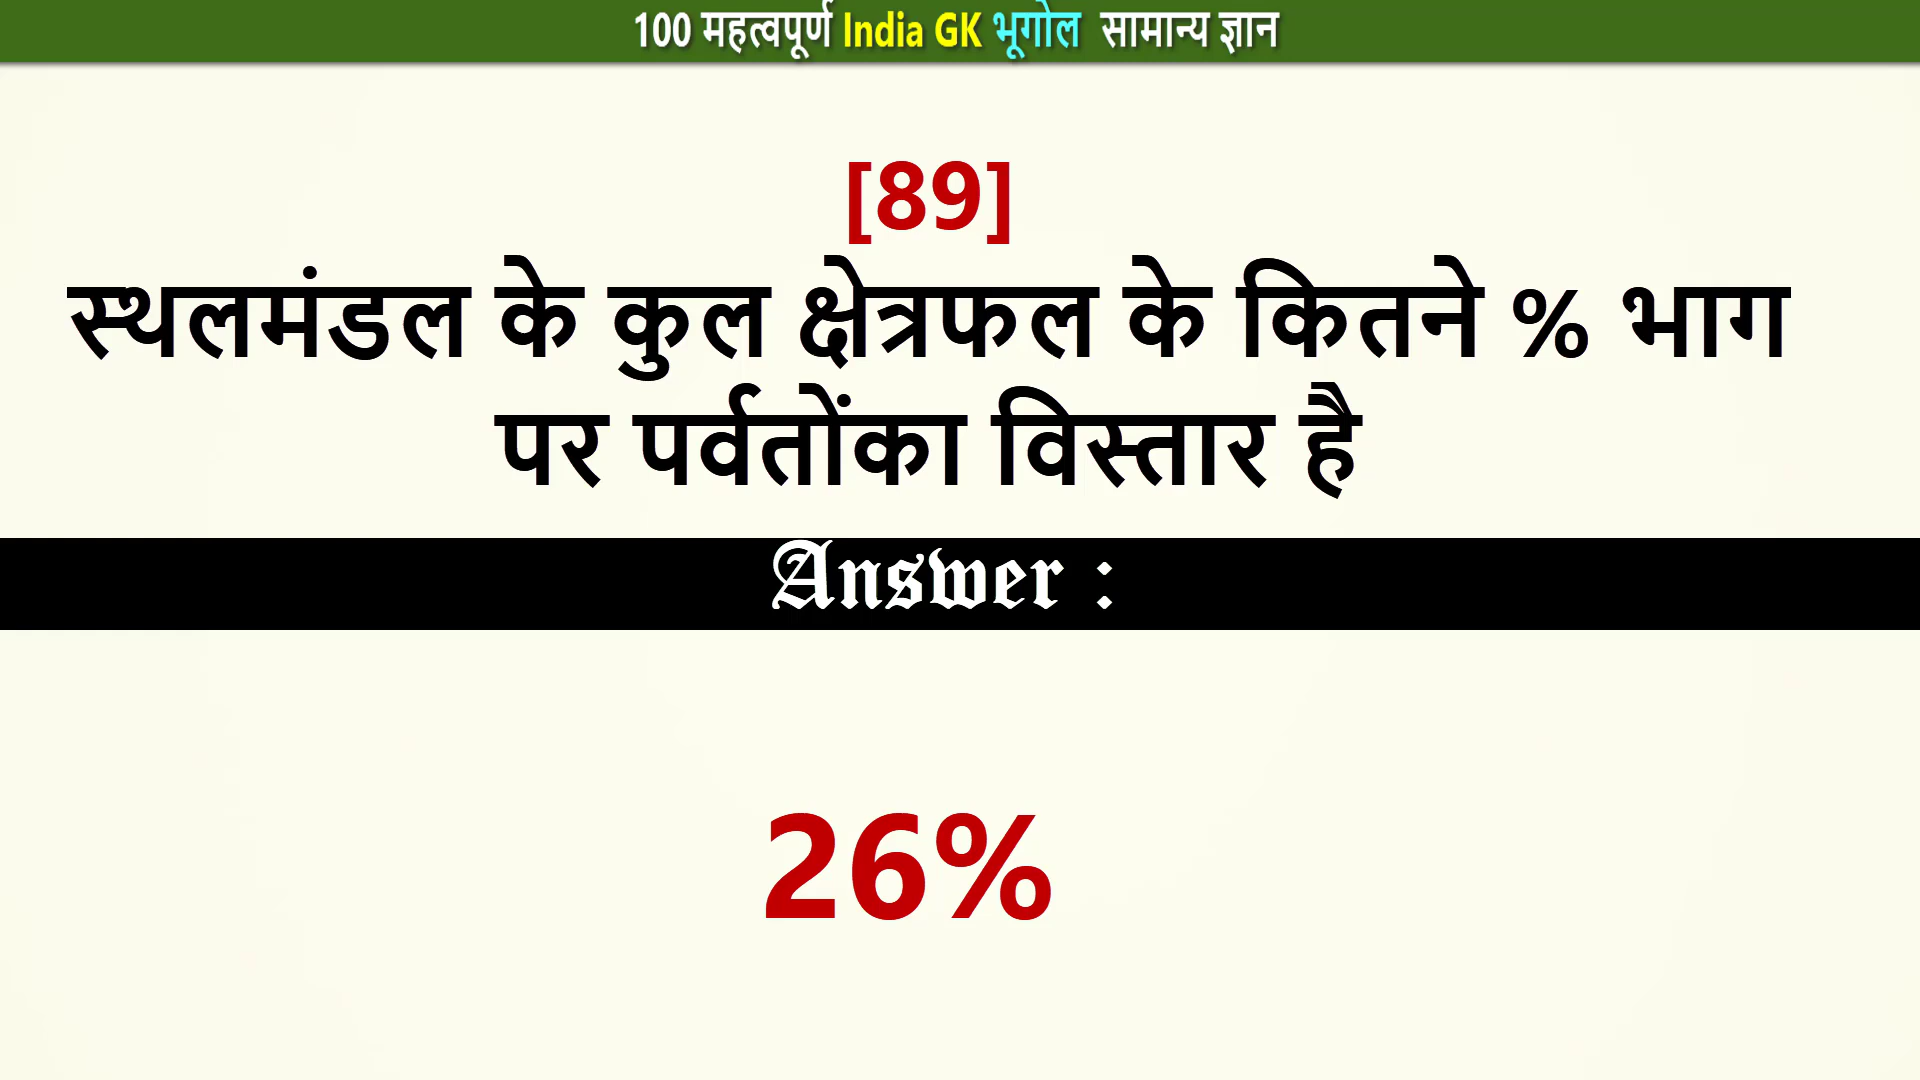 100 महत्वपूर्ण India GK भूगोल सामान्य ज्ञान
[89]
स्थलमंडल के कुल क्षेत्रफल के कितने % भाग
पर पर्वतोंका विस्तार है
Answer :
26%